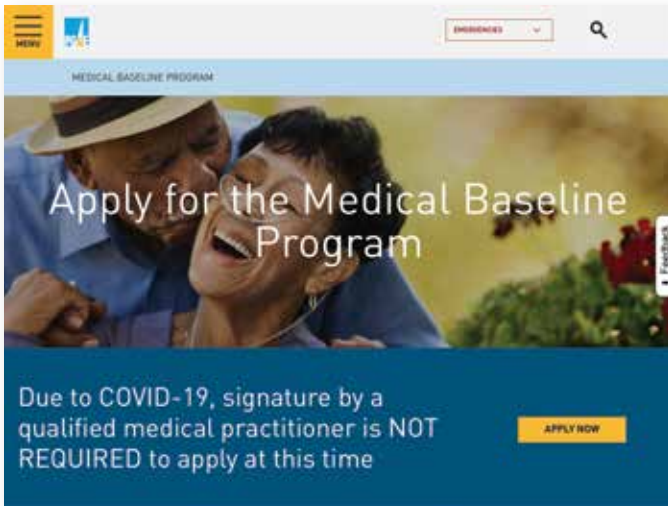 MENU
EMERGENCIES
MEDICAL BASELINE PROGRAM
Apply for the Medical Baseline
Program
Feedback
Due to COVID-19, signature by a
qualified medical practitioner is NOT
REQUIRED to apply at this time
APPLY NOW